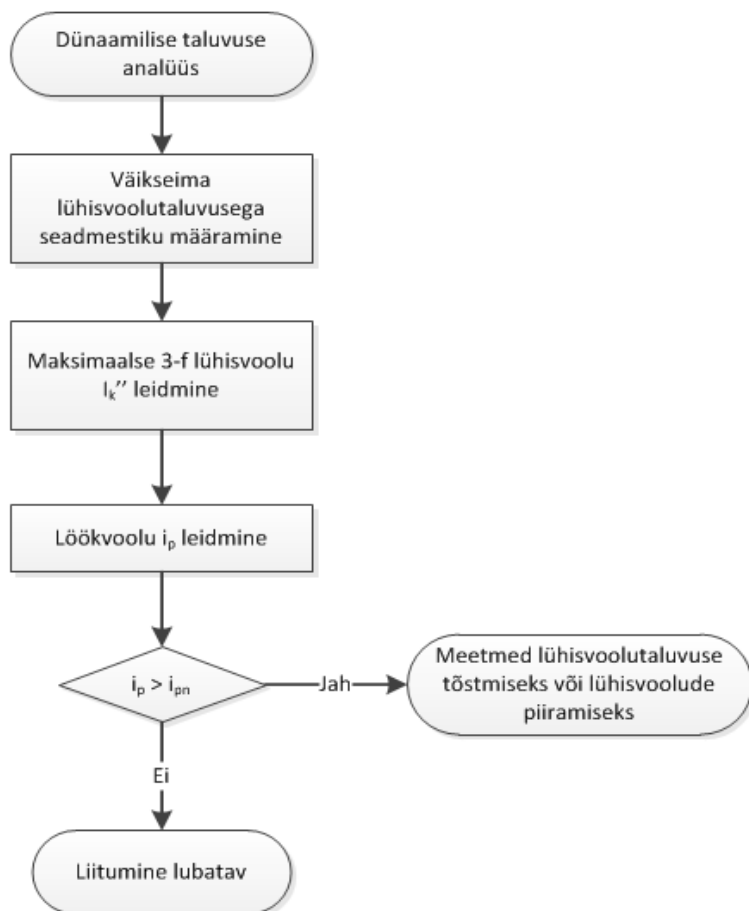 Dünaamilise taluvuse
analüüs
Väikseima
lühisvoolutaluvusega
seadmestiku määramine
Maksimaalse 3-f lühisvoolu
Iₖ’’ leidmine
Löökvoolu iₚ leidmine
iₚ > iₚₙ
Jah
Meetmed lühisvoolutaluvuse
tõstmiseks või lühisvoolude
piiramiseks
Ei
Liitumine lubatav